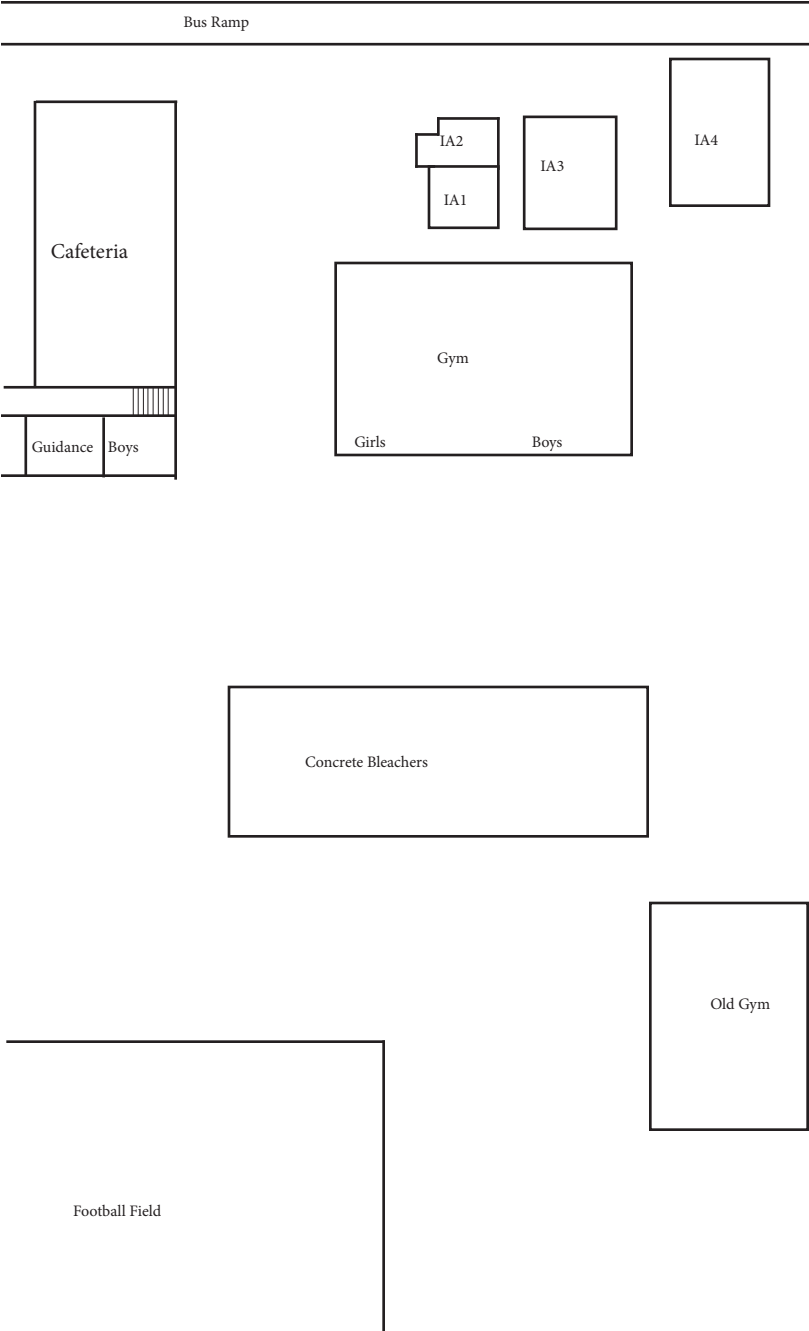 Bus Ramp
IA2
IA4
IA3
IA1
Cafeteria
Gym
Girls
Boys
Guidance
Boys
Concrete Bleachers
Old Gym
Football Field